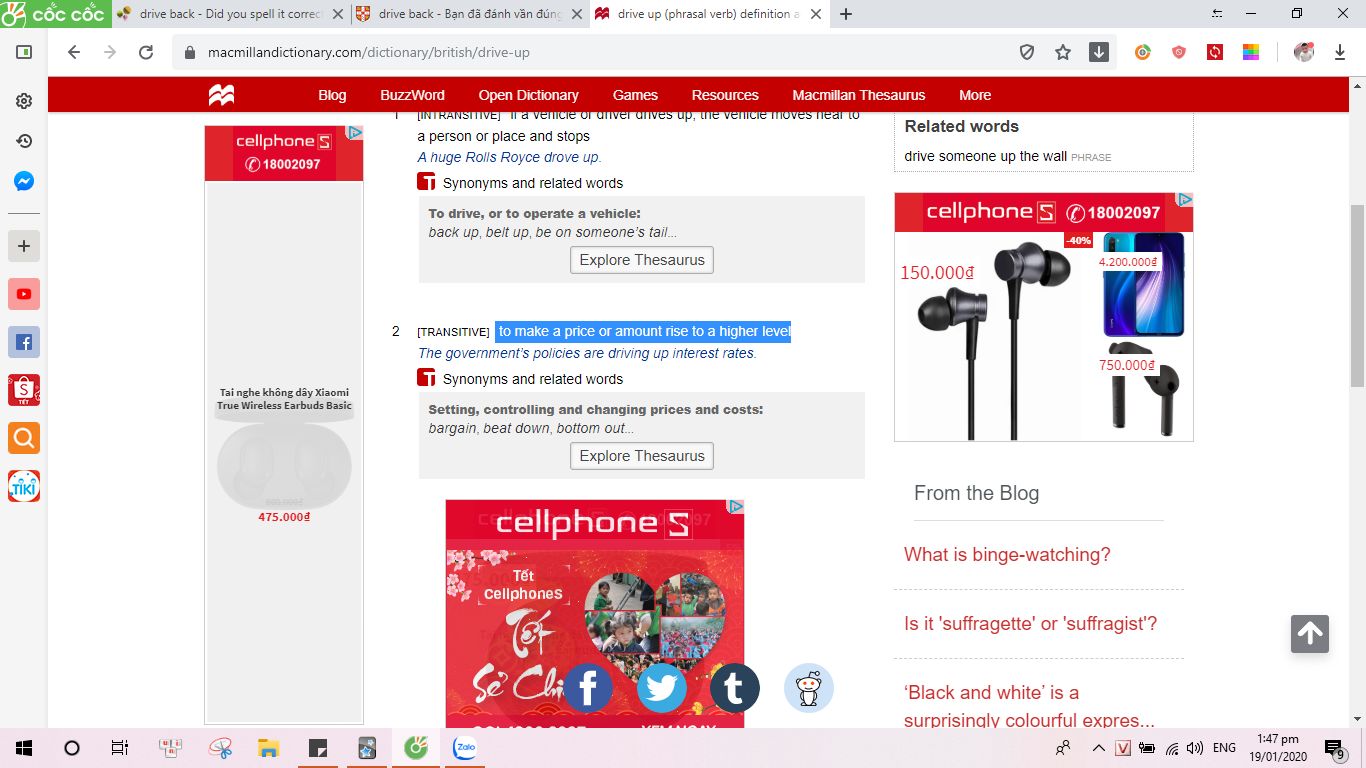 cốc cốc
drive back - Did you spell it correc
drive back - Bạn đã đánh vần đúng
drive up (phrasal verb) definition a
macmillandictionary.com/dictionary/british/drive-up
Blog BuzzWord Open Dictionary Games Resources Macmillan Thesaurus More
cellphone S
18002097
Tai nghe không dây Xiaomi
True Wireless Earbuds Basic
475.000₫
1 [INTRANSITIVE] if a vehicle or driver drives up, the vehicle moves near to
a person or place and stops
A huge Rolls Royce drove up.
T Synonyms and related words
To drive, or to operate a vehicle:
back up, belt up, be on someone's tail...
Explore Thesaurus
2 [TRANSITIVE] to make a price or amount rise to a higher level
The government's policies are driving up interest rates.
T Synonyms and related words
Setting, controlling and changing prices and costs:
bargain, beat down, bottom out...
Explore Thesaurus
cellphone S
Tết
CellphoneS
Tết
Sẻ Chia
XEM NGAY
Related words
drive someone up the wall PHRASE
cellphone S 18002097
-40%
150.000₫
4.200.000₫
750.000₫
From the Blog
What is binge-watching?
Is it 'suffragette' or 'suffragist'?
‘Black and white’ is a
surprisingly colourful expres...
S
TẾT
TIKI
f t
Zalo
V
ENG
1:47 pm
19/01/2020
9